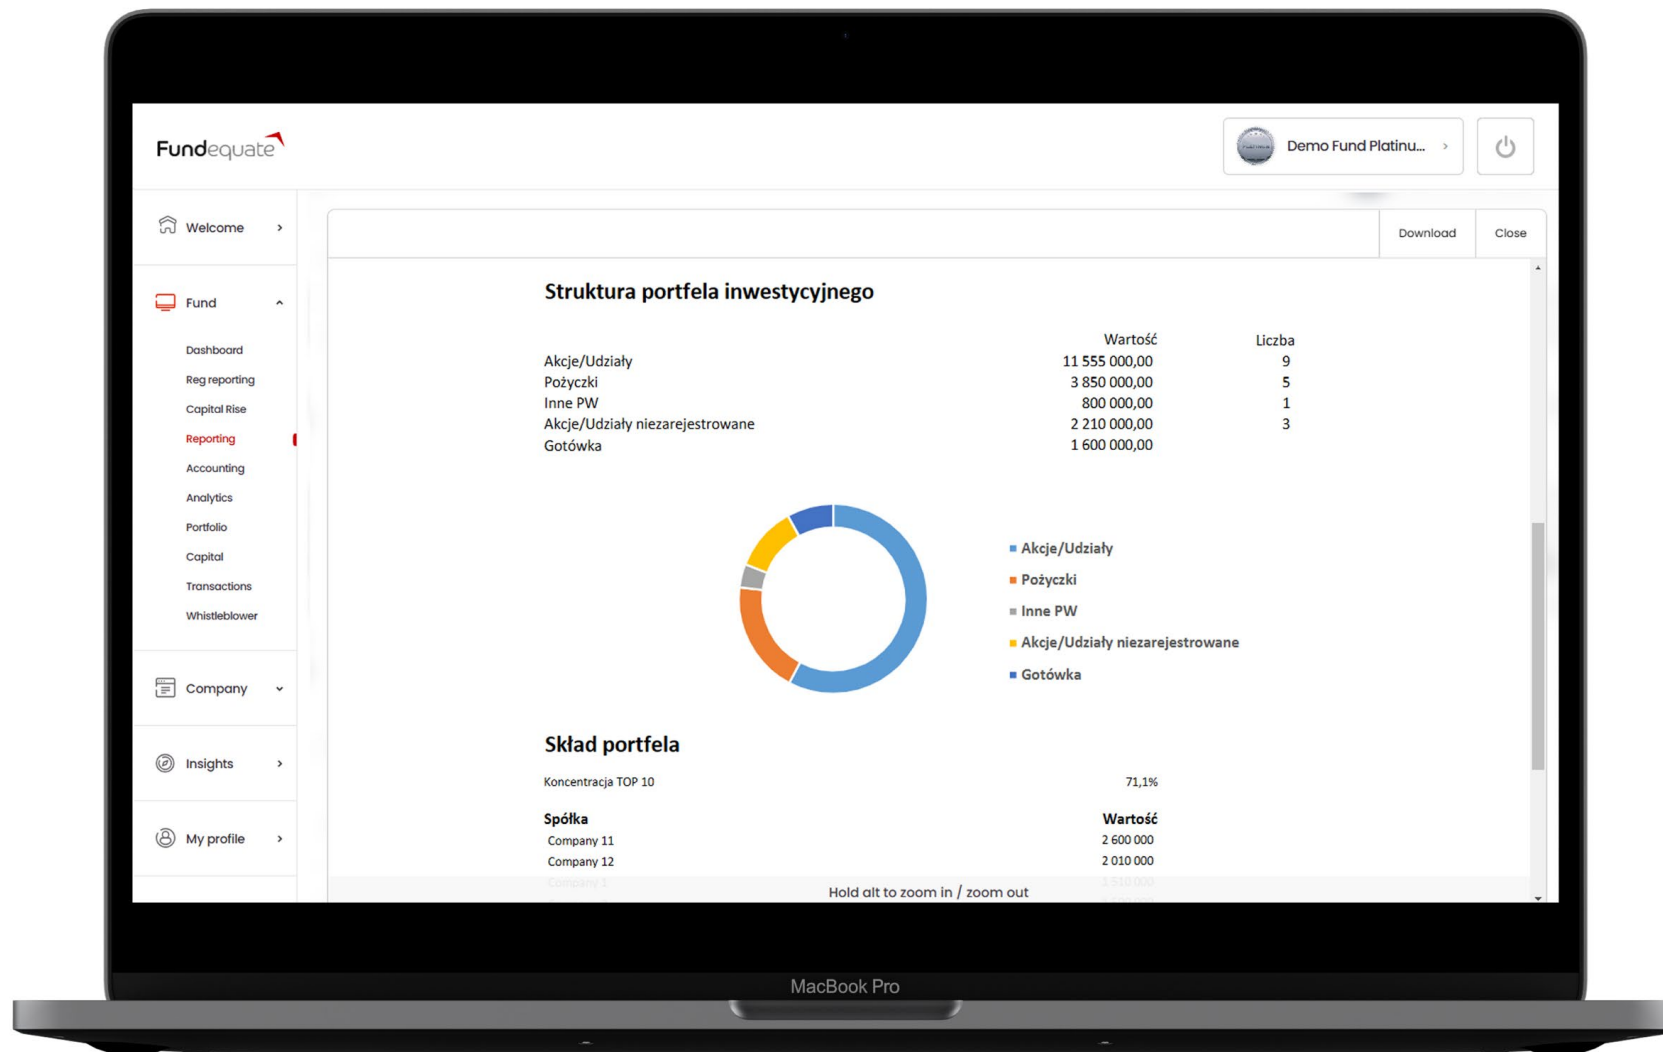 Fundequate
Demo Fund Platinu...
Welcome
Download Close
Fund
Dashboard
Reg reporting
Capital Rise
Reporting
Accounting
Analytics
Portfolio
Capital
Transactions
Whistleblower
Company
Insights
My profile
Struktura portfela inwestycyjnego
Wartość Liczba
Akcje/Udziały 11 555 000,00 9
Pożyczki 3 850 000,00 5
Inne PW 800 000,00 1
Akcje/Udziały niezarejestrowane 2 210 000,00 3
Gotówka 1 600 000,00
Akcje/Udziały
Pożyczki
Inne PW
Akcje/Udziały niezarejestrowane
Gotówka
Skład portfela
Koncentracja TOP 10 71,1%
Spółka Wartość
Company 11 2 600 000
Company 12 2 010 000
Company 1
Hold alt to zoom in / zoom out
MacBook Pro